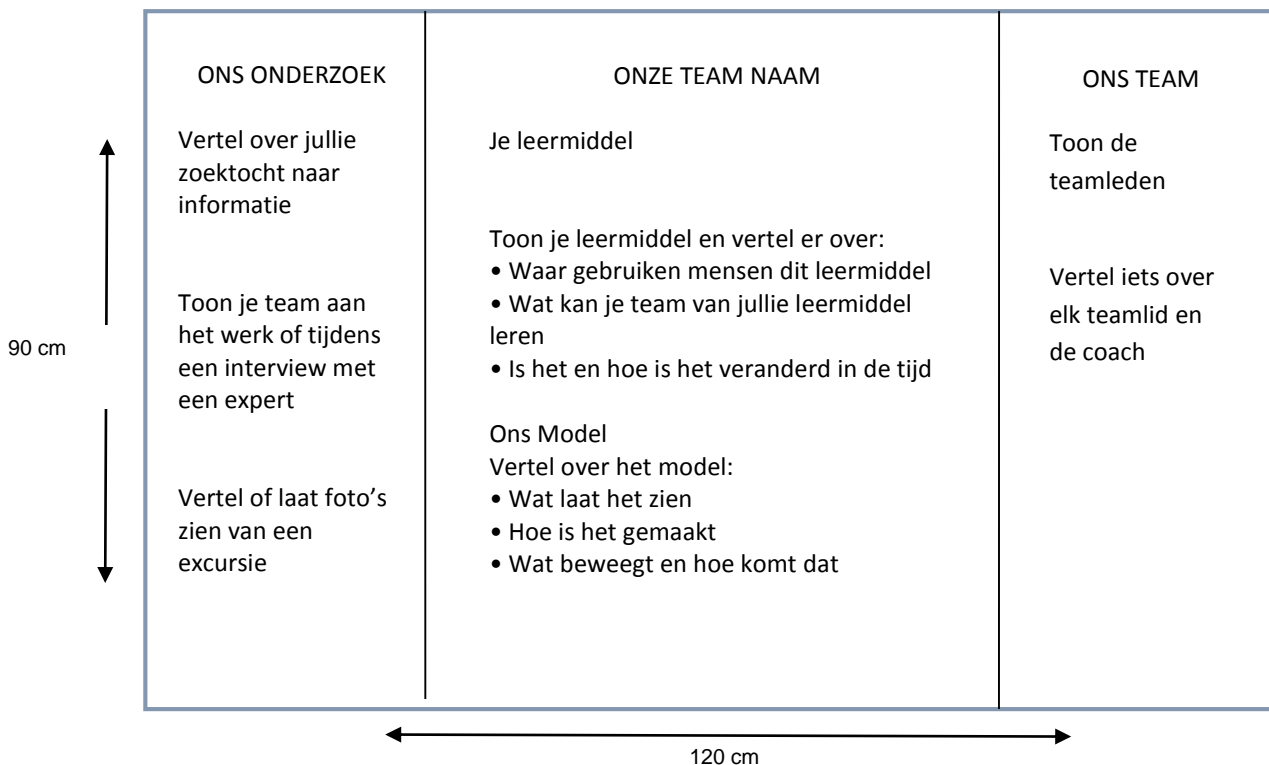 ONS ONDERZOEK
Vertel over jullie
zoektocht naar
informatie
Toon je team aan
het werk of tijdens
een interview met
een expert
Vertel of laat foto's
zien van een
excursie
ONZE TEAM NAAM
Je leermiddel
Toon je leermiddel en vertel er over:
• Waar gebruiken mensen dit leermiddel
• Wat kan je team van jullie leermiddel
leren
• Is het en hoe is het veranderd in de tijd
Ons Model
Vertel over het model:
• Wat laat het zien
• Hoe is het gemaakt
• Wat beweegt en hoe komt dat
ONS TEAM
Toon de
teamleden
Vertel iets over
elk teamlid en
de coach
90 cm
120 cm